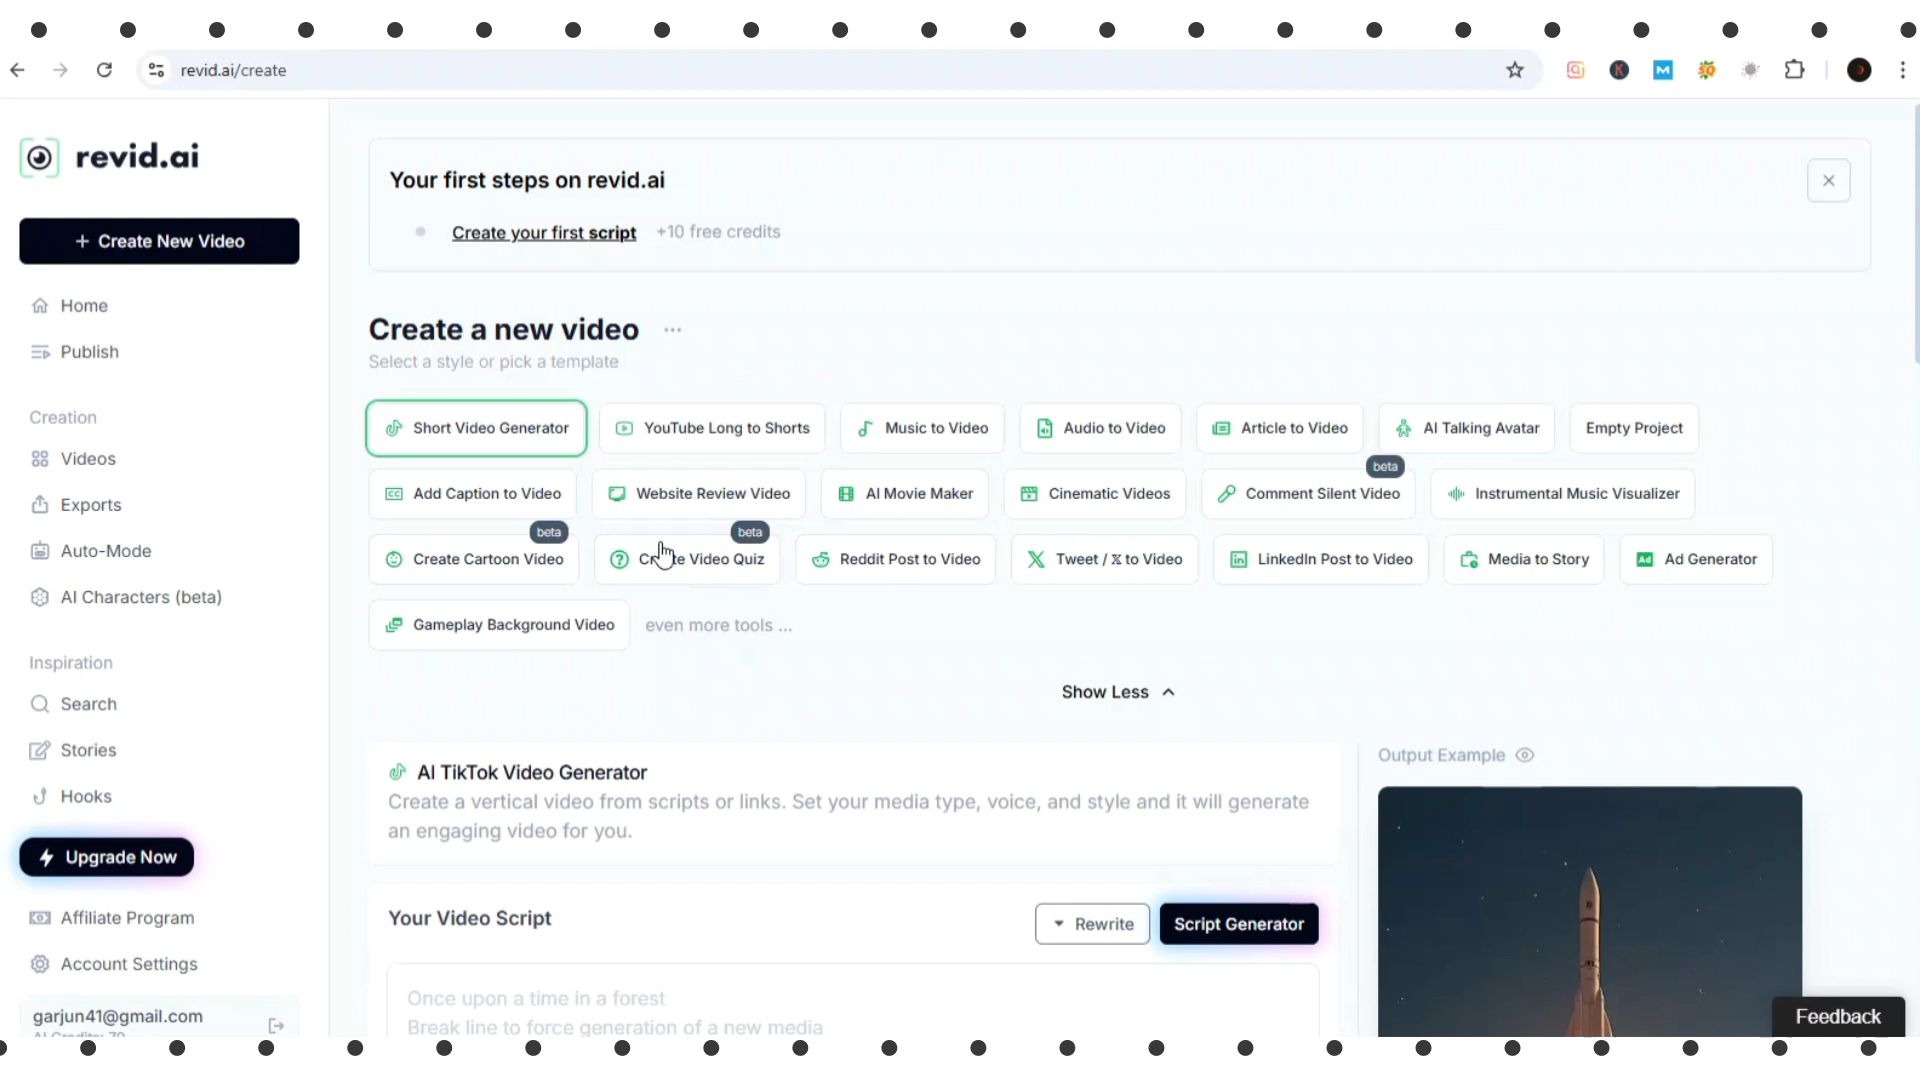 revid.ai/create
revid.ai
Your first steps on revid.ai
Create your first script +10 free credits
+ Create New Video
Home
Publish
Creation
Videos
Exports
Auto-Mode
AI Characters (beta)
Inspiration
Search
Stories
Hooks
Upgrade Now
Affiliate Program
Account Settings
garjun41@gmail.com
AI Credits: 70
Create a new video ...
Select a style or pick a template
Short Video Generator YouTube Long to Shorts Music to Video Audio to Video Article to Video AI Talking Avatar Empty Project
beta
Add Caption to Video Website Review Video AI Movie Maker Cinematic Videos Comment Silent Video Instrumental Music Visualizer
beta beta
Create Cartoon Video Create Video Quiz Reddit Post to Video Tweet / 𝕏 to Video LinkedIn Post to Video Media to Story Ad Ad Generator
Gameplay Background Video even more tools ...
Show Less
AI TikTok Video Generator
Create a vertical video from scripts or links. Set your media type, voice, and style and it will generate
an engaging video for you.
Your Video Script Rewrite Script Generator
Once upon a time in a forest
Break line to force generation of a new media
Output Example
Feedback